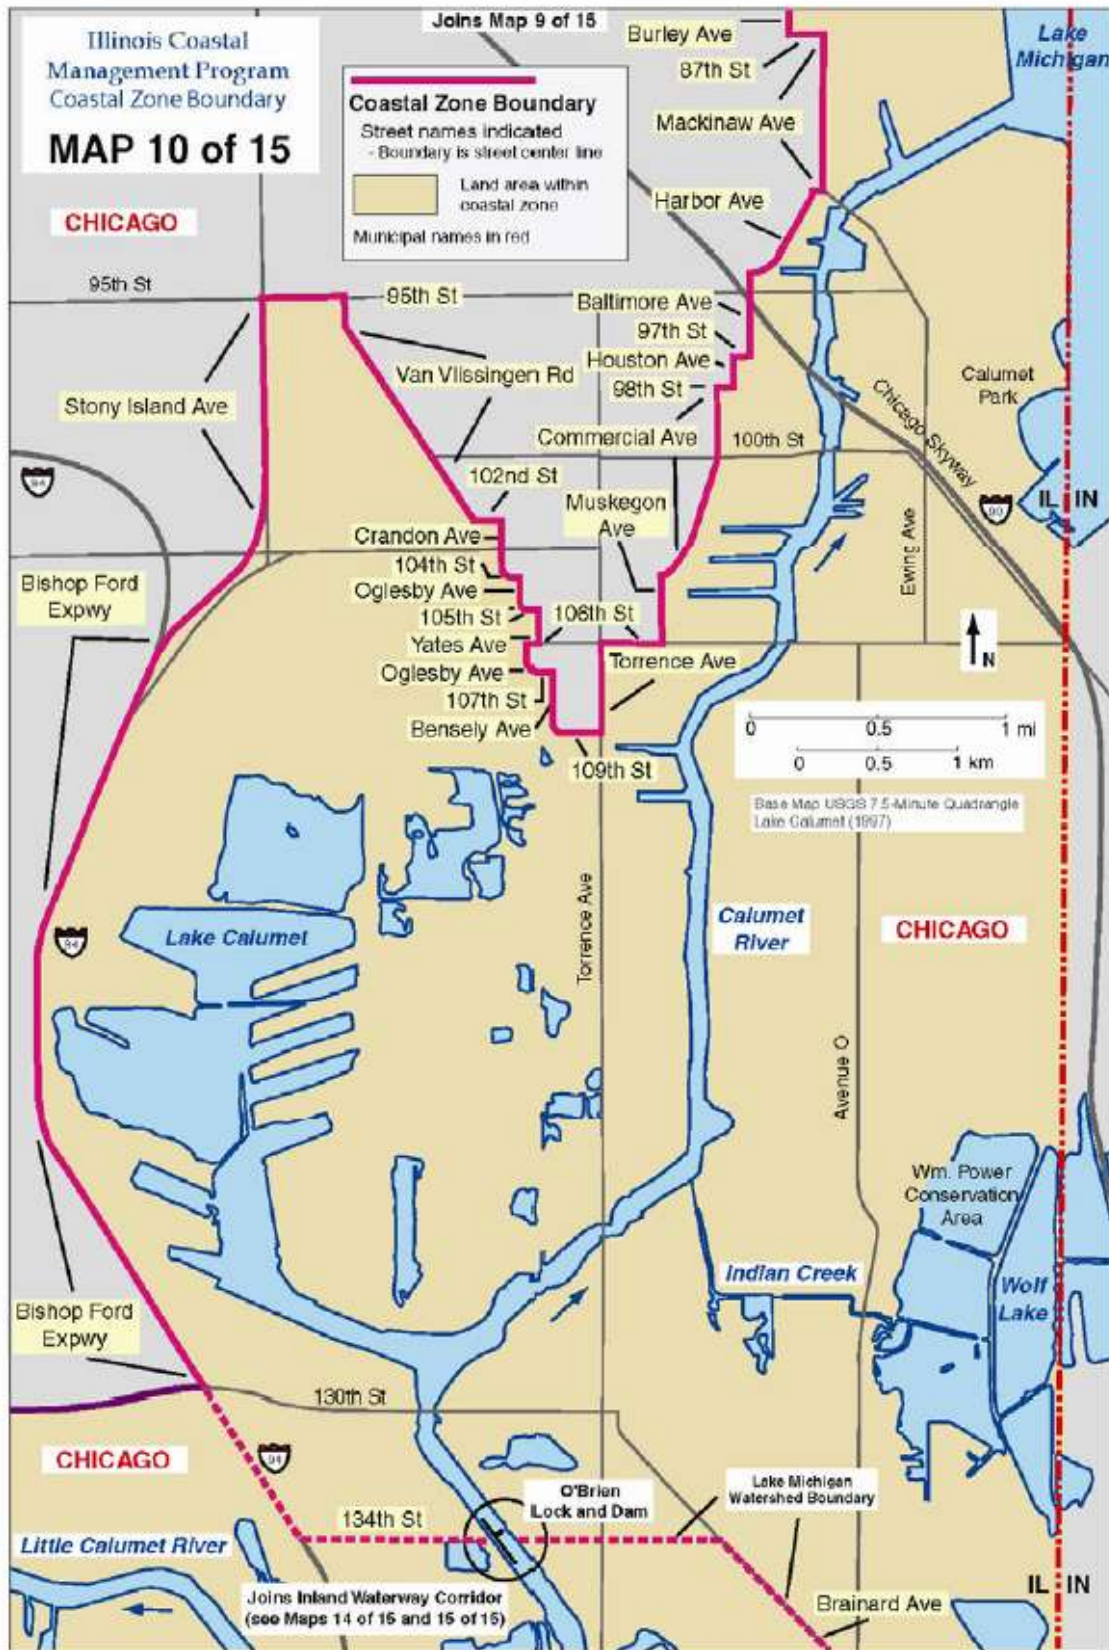 Illinois Coastal
Management Program
Coastal Zone Boundary
MAP 10 of 15
Joins Map 9 of 15
Coastal Zone Boundary
Street names indicated
- Boundary is street center line
Land area within
coastal zone
Municipal names in red
Burley Ave
87th St
Mackinaw Ave
Harbor Ave
Lake
Michigan
CHICAGO
95th St
95th St
Baltimore Ave
97th St
Houston Ave
98th St
Van Vlissingen Rd
Stony Island Ave
Commercial Ave
100th St
Chicago Skyway
Calumet
Park
94
102nd St
Muskegon
Ave
90
IL IN
Crandon Ave
104th St
Oglesby Ave
105th St
106th St
Ewing Ave
Bishop Ford
Expwy
Yates Ave
Oglesby Ave
Torrence Ave
107th St
Bensely Ave
109th St
N
0 0.5 1 mi
0 0.5 1 km
Base Map USGS 7.5-Minute Quadrangle
Lake Calumet (1997)
Lake Calumet
94
Torrence Ave
Calumet
River
CHICAGO
Avenue O
Wm. Power
Conservation
Area
Indian Creek
Wolf
Lake
Bishop Ford
Expwy
130th St
CHICAGO
94
O'Brien
Lock and Dam
Lake Michigan
Watershed Boundary
134th St
Little Calumet River
Joins Inland Waterway Corridor
(see Maps 14 of 15 and 15 of 15)
IL IN
Brainard Ave